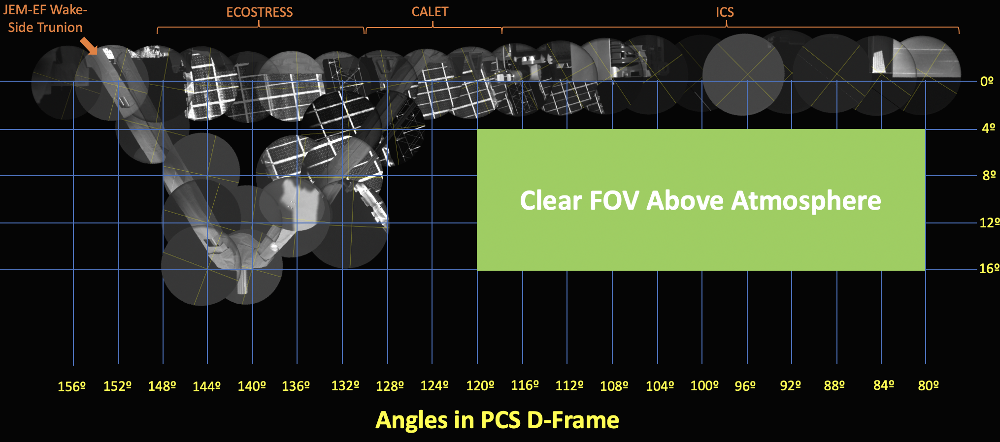 JEM-EF Wake-
Side Trunion
ECOSTRESS
CALET
ICS
0º
4º
8º
12º
16º
Clear FOV Above Atmosphere
156º 152º 148º 144º 140º 136º 132º 128º 124º 120º 116º 112º 108º 104º 100º 96º 92º 88º 84º 80º
Angles in PCS D-Frame